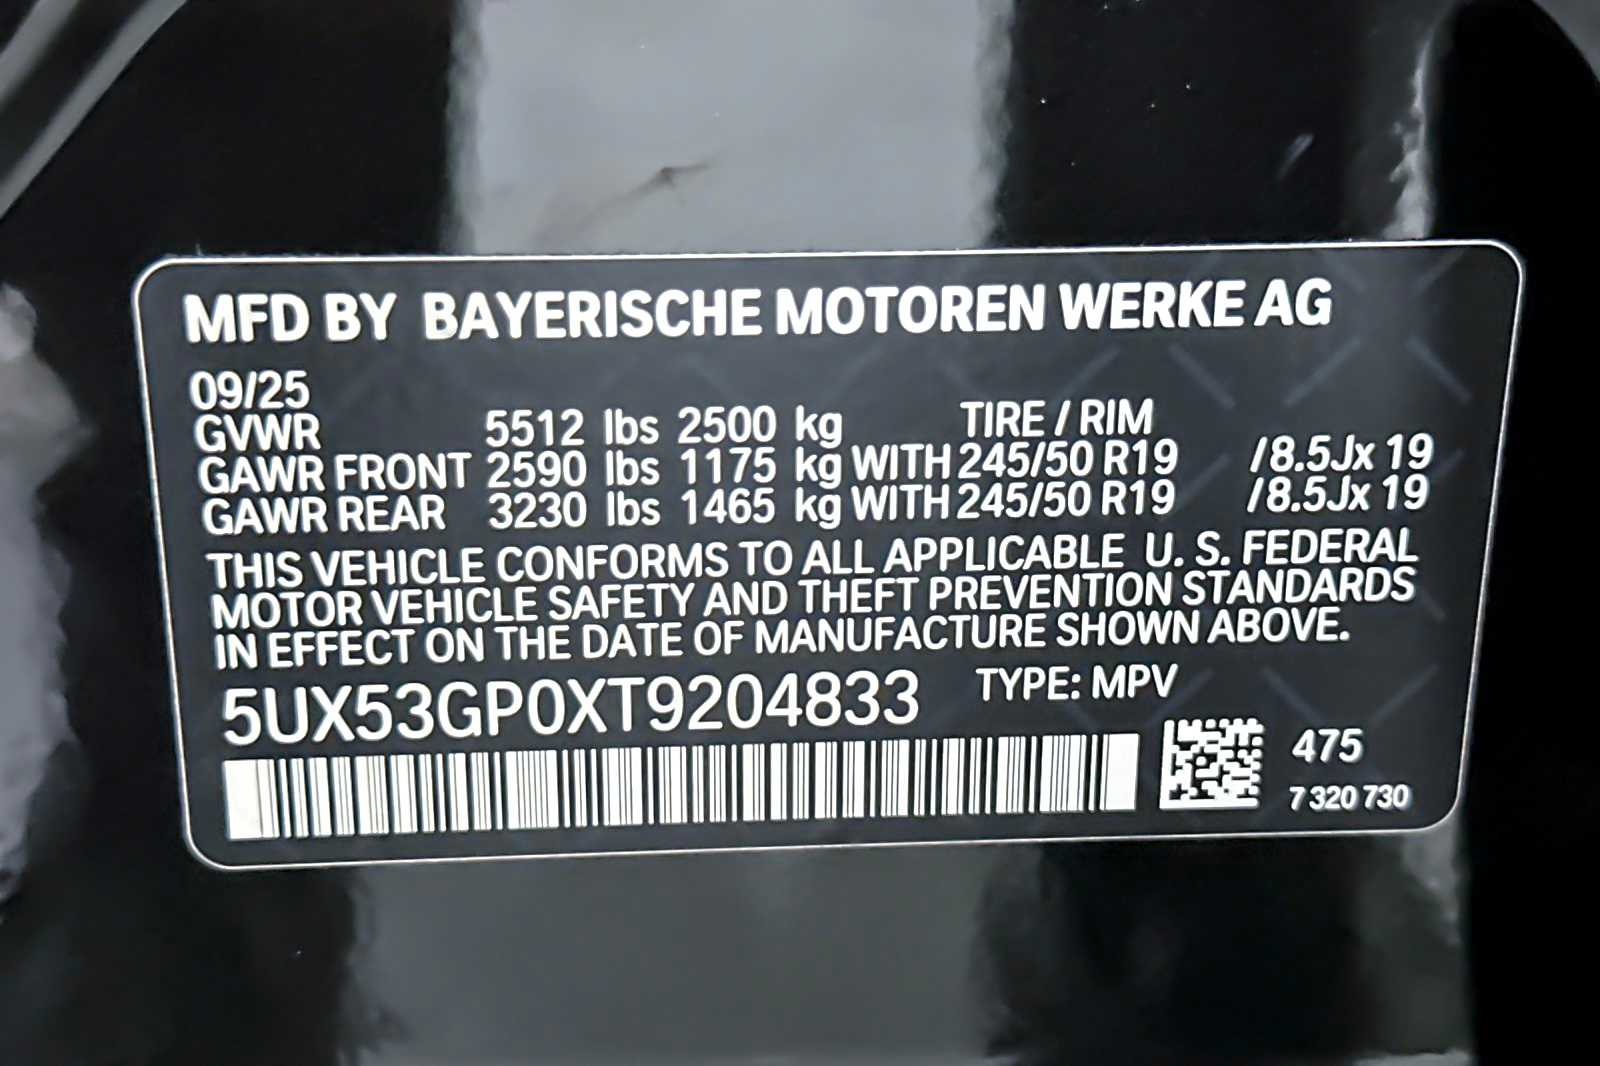 MFD BY BAYERISCHE MOTOREN WERKE AG
09/25
GVWR 5512 lbs 2500 kg TIRE / RIM
GAWR FRONT 2590 lbs 1175 kg WITH 245/50 R19 /8.5Jx 19
GAWR REAR 3230 lbs 1465 kg WITH 245/50 R19 /8.5Jx 19
THIS VEHICLE CONFORMS TO ALL APPLICABLE U. S. FEDERAL
MOTOR VEHICLE SAFETY AND THEFT PREVENTION STANDARDS
IN EFFECT ON THE DATE OF MANUFACTURE SHOWN ABOVE.
5UX53GP0XT9204833 TYPE: MPV
475
7 320 730